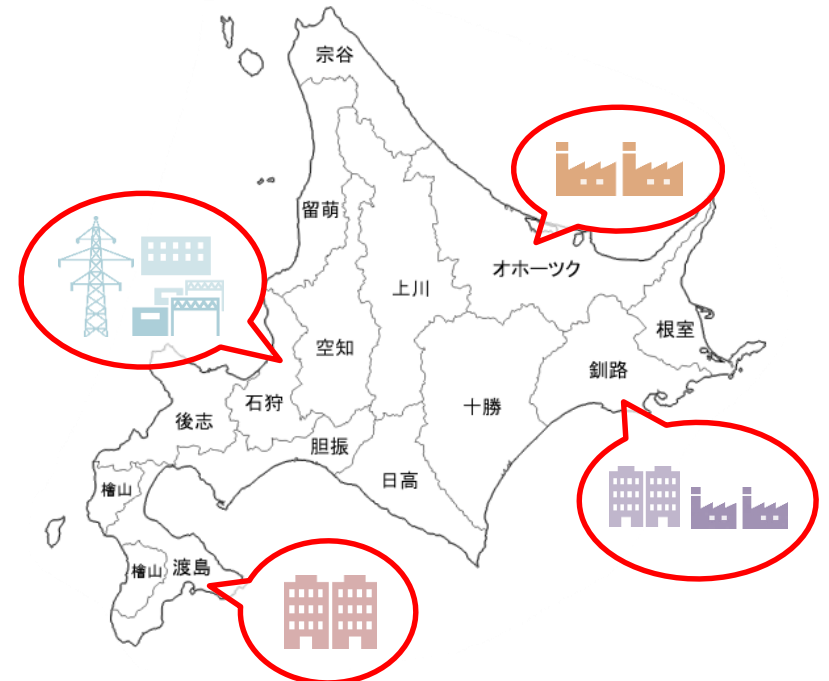 宗谷
留萌
オホーツク
上川
根室
空知
釧路
石狩
十勝
後志
胆振
日高
檜山
檜山
渡島